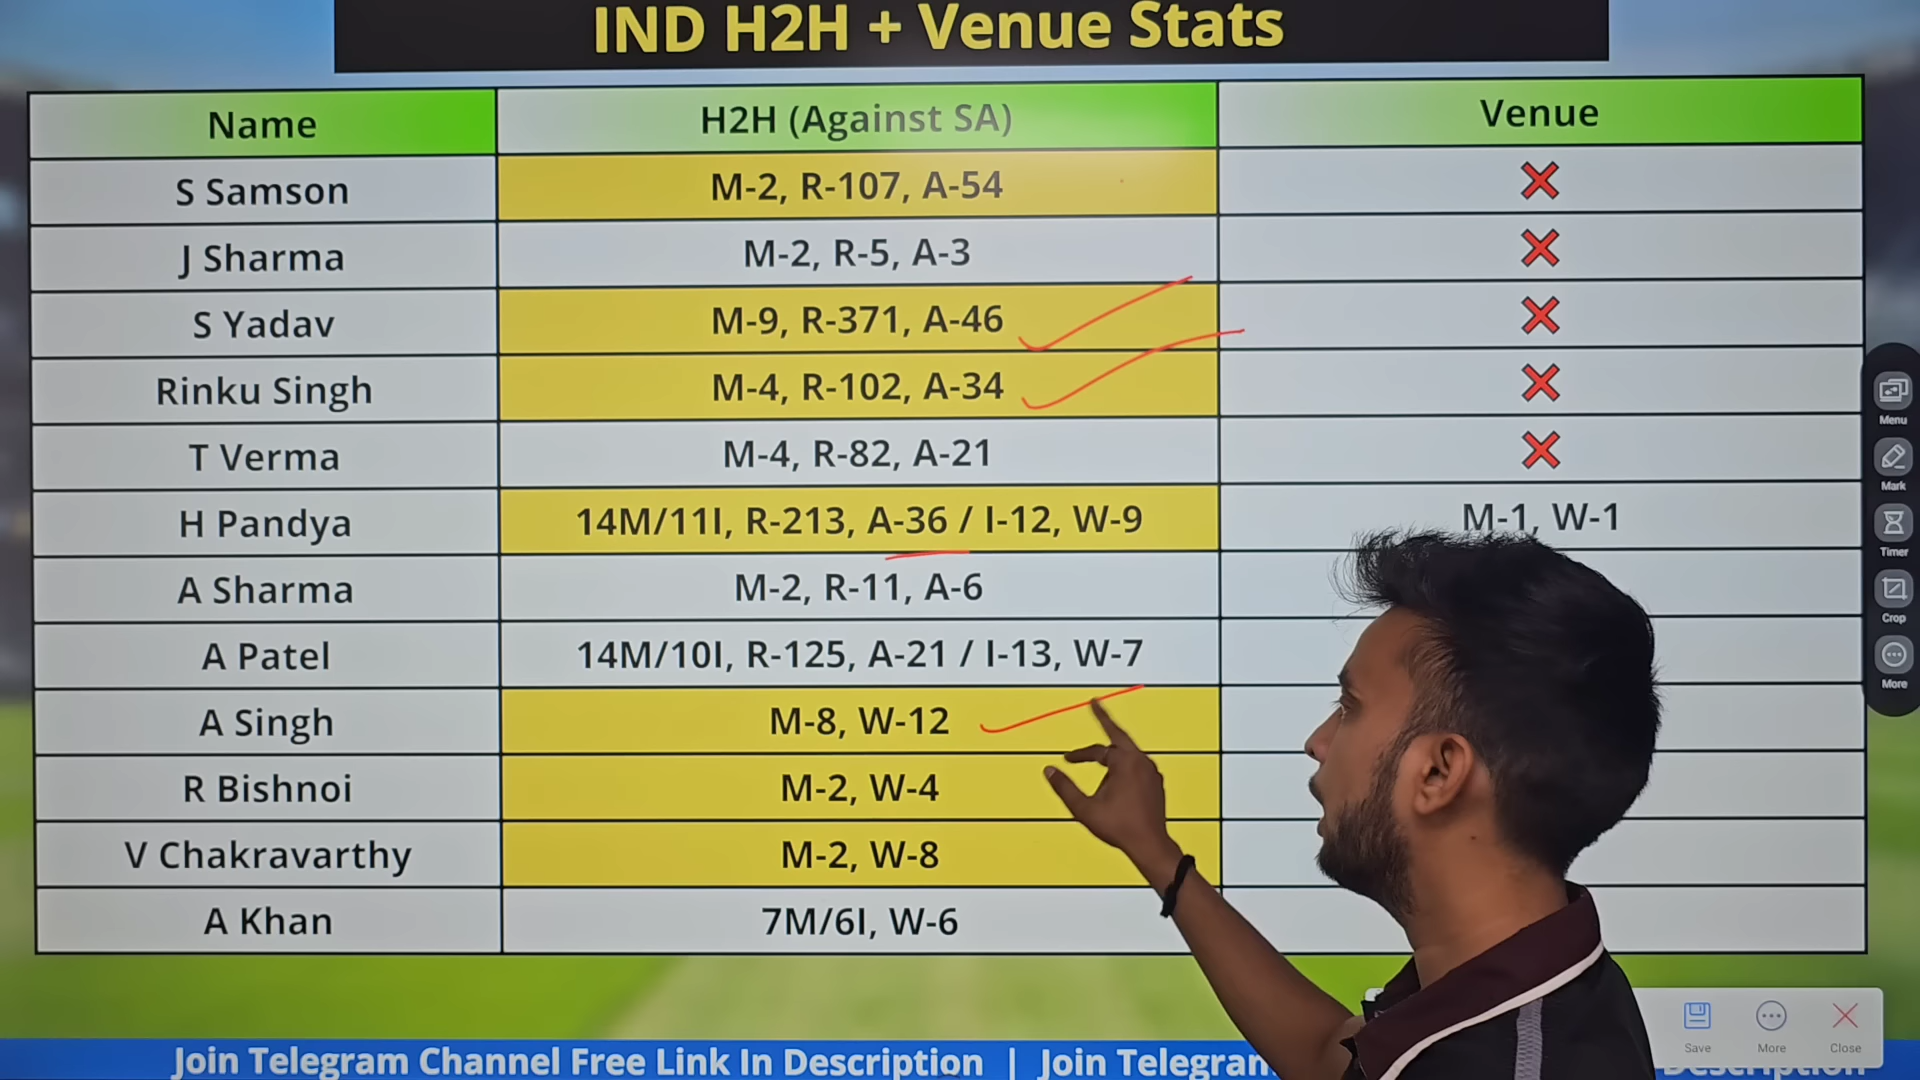 IND H2H + Venue Stats
Name H2H (Against SA) Venue
S Samson M-2, R-107, A-54 ❌
J Sharma M-2, R-5, A-3 ❌
S Yadav M-9, R-371, A-46 ❌
Rinku Singh M-4, R-102, A-34 ❌
T Verma M-4, R-82, A-21 ❌
H Pandya 14M/11I, R-213, A-36 / I-12, W-9 M-1, W-1
A Sharma M-2, R-11, A-6
A Patel 14M/10I, R-125, A-21 / I-13, W-7
A Singh M-8, W-12
R Bishnoi M-2, W-4
V Chakravarthy M-2, W-8
A Khan 7M/6I, W-6
Menu
Mark
Timer
Crop
More
Save More Close
Join Telegram Channel Free Link In Description | Join Telegram Description